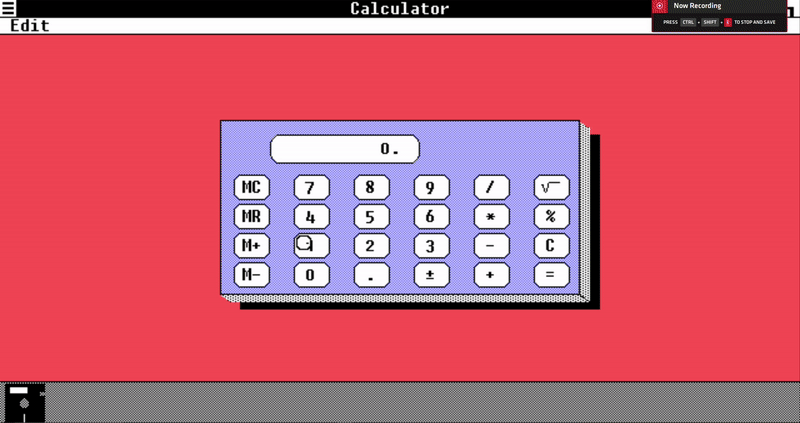 Calculator
Now Recording
PRESS CTRL + SHIFT + TO STOP AND SAVE
Edit
0.
MC 7 8 9 / √
MR 4 5 6 * %
M+ 1 2 3 - C
M- 0 . ± + =